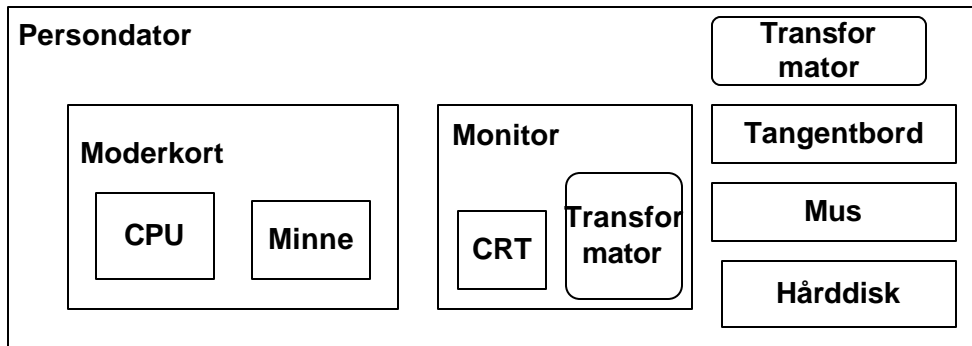 Persondator
Transfor
mator
Moderkort
CPU
Minne
Monitor
CRT
Transfor
mator
Tangentbord
Mus
Hårddisk